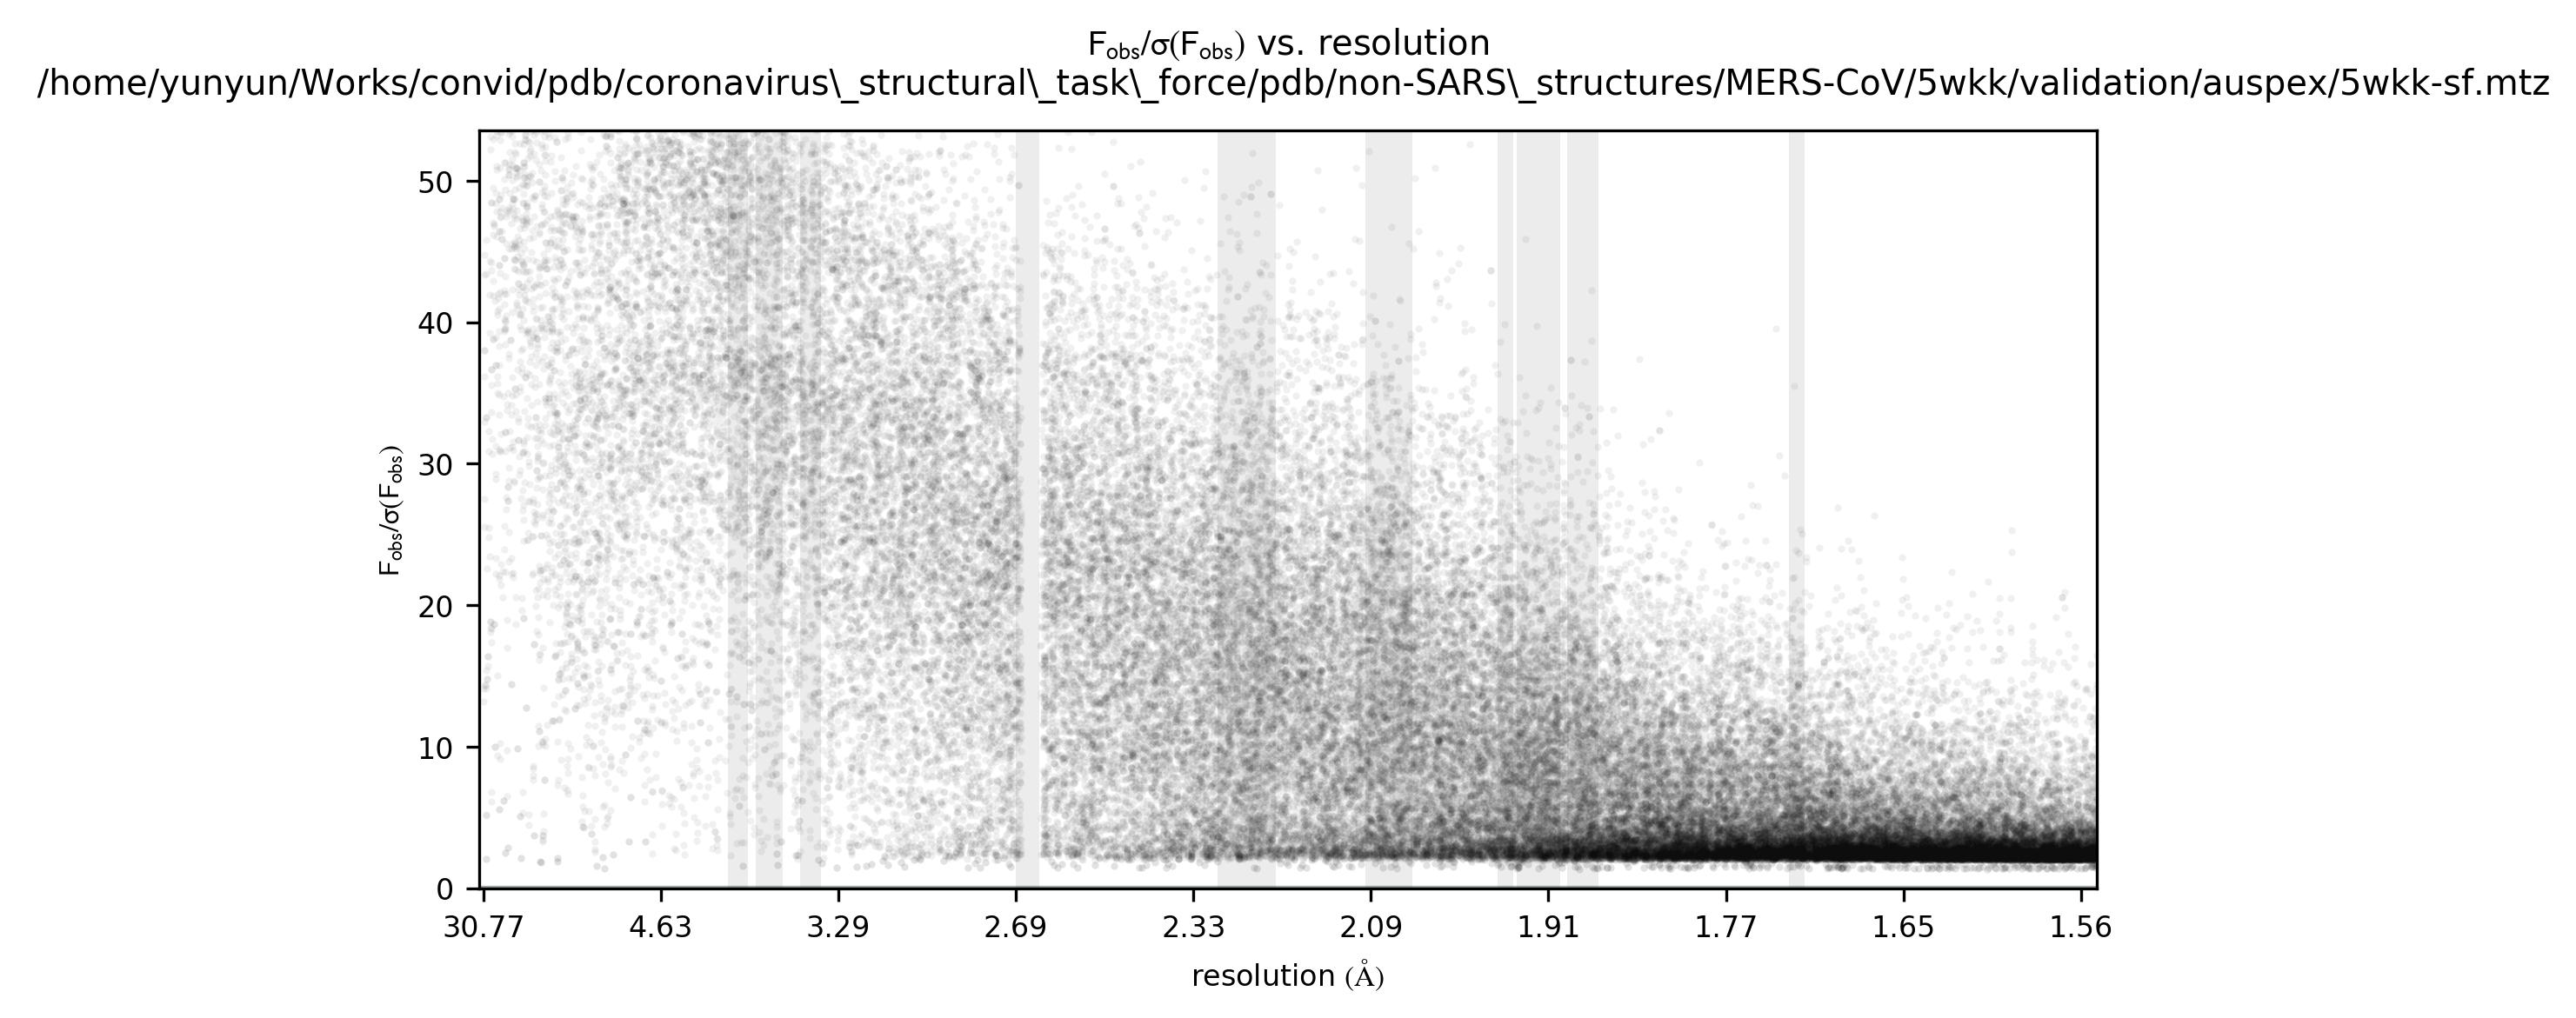 Fobs/σ(Fobs) vs. resolution
/home/yunyun/Works/convid/pdb/coronavirus\_structural\_task\_force/pdb/non-SARS\_structures/MERS-CoV/5wkk/validation/auspex/5wkk-sf.mtz
Fobs/σ(Fobs)
50
40
30
20
10
0
30.77 4.63 3.29 2.69 2.33 2.09 1.91 1.77 1.65 1.56
resolution (Å)